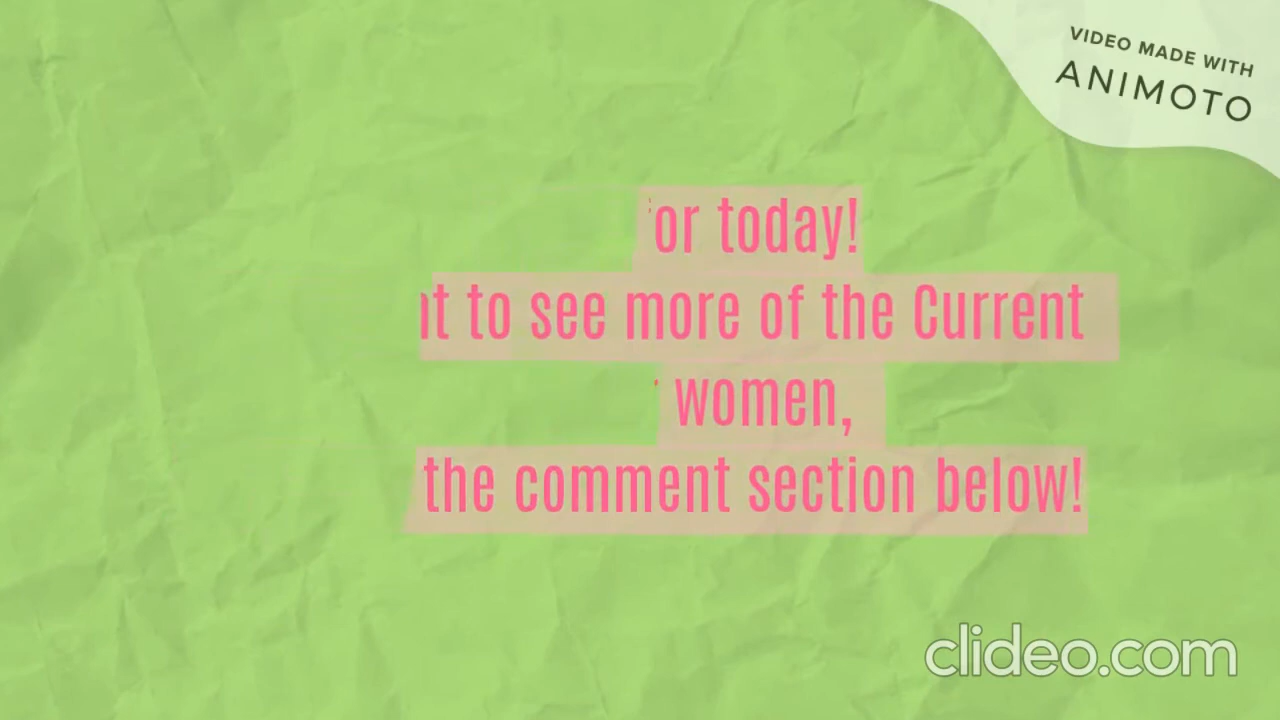 VIDEO MADE WITH
ANIMOTO
or today!
to see more of the Current
women,
the comment section below!
clideo.com